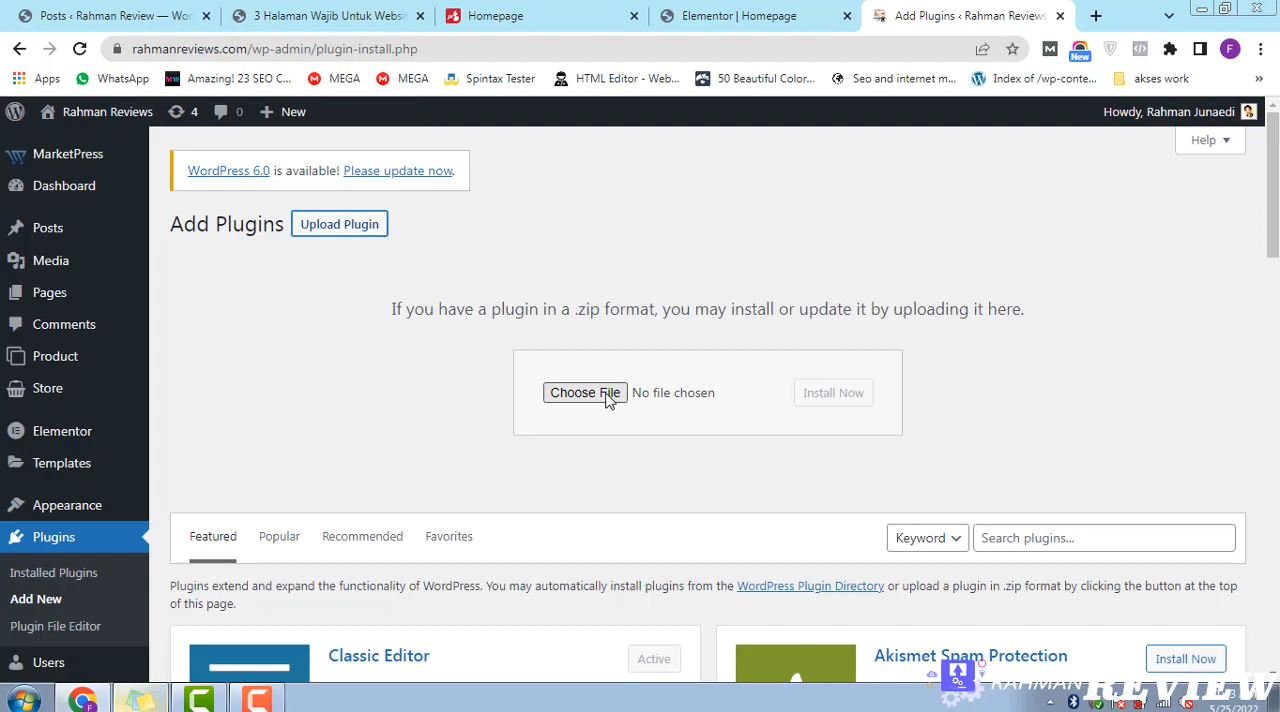 Posts ‹ Rahman Review — Wor
3 Halaman Wajib Untuk Websit
Homepage
Elementor | Homepage
Add Plugins ‹ Rahman Reviews
rahmanreviews.com/wp-admin/plugin-install.php
New
F
Apps
WhatsApp
Amazing! 23 SEO C...
MEGA
MEGA
Spintax Tester
HTML Editor - Web...
50 Beautiful Color...
Seo and internet m...
Index of /wp-conte...
akses work
»
Rahman Review
4
0
+ New
Howdy, Rahman Junaedi
MarketPress
Dashboard
Posts
Media
Pages
Comments
Product
Store
Elementor
Templates
Appearance
Plugins
Installed Plugins
Add New
Plugin File Editor
Users
Help
WordPress 6.0 is available! Please update now.
Add Plugins
Upload Plugin
If you have a plugin in a .zip format, you may install or update it by uploading it here.
Choose File No file chosen
Install Now
Featured
Popular
Recommended
Favorites
Keyword
Search plugins...
Plugins extend and expand the functionality of WordPress. You may automatically install plugins from the WordPress Plugin Directory or upload a plugin in .zip format by clicking the button at the top
of this page.
Classic Editor
Active
Akismet Spam Protection
Install Now
RAHMAN REVIEW
5/25/2022